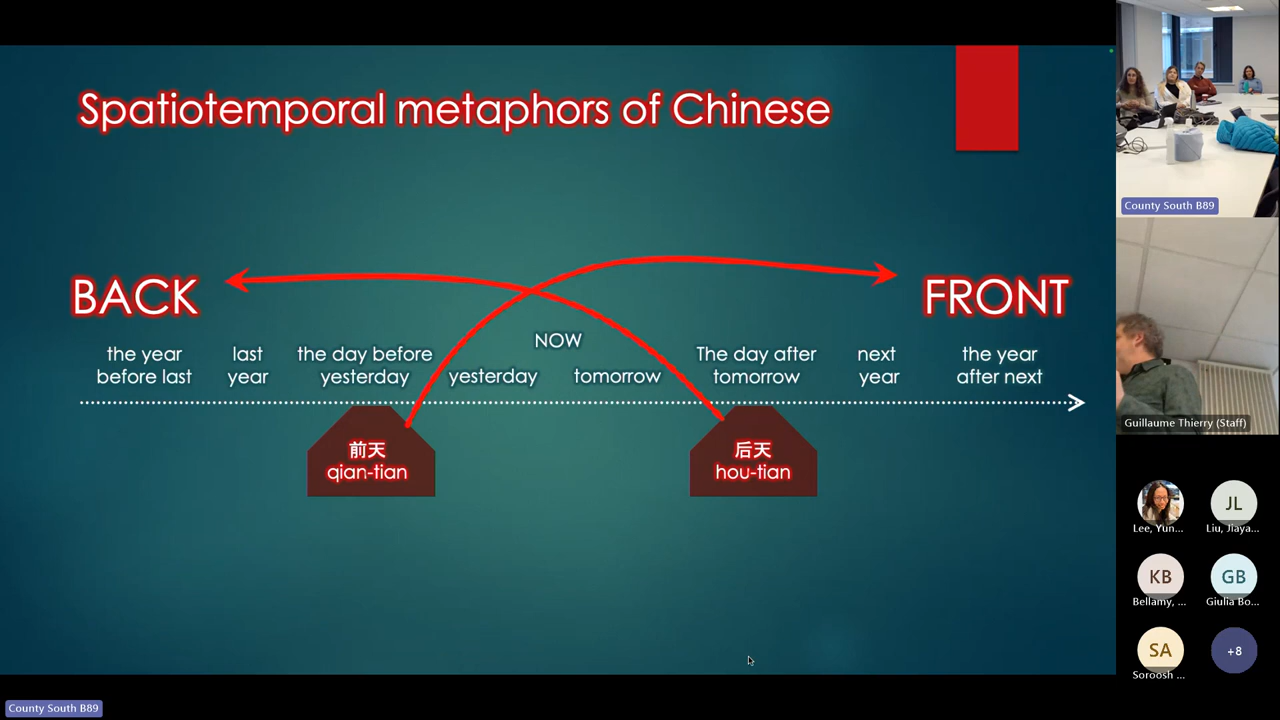 Spatiotemporal metaphors of Chinese
BACK
FRONT
NOW
the year
before last
last
year
the day before
yesterday
yesterday
tomorrow
The day after
tomorrow
next
year
the year
after next
前天
qian-tian
后天
hou-tian
County South B89
Guillaume Thierry (Staff)
Lee, Yun...
JL
Liu, Jiaya...
KB
Bellamy, ...
GB
Giulia Bo...
SA
Soroosh ...
+8
County South B89